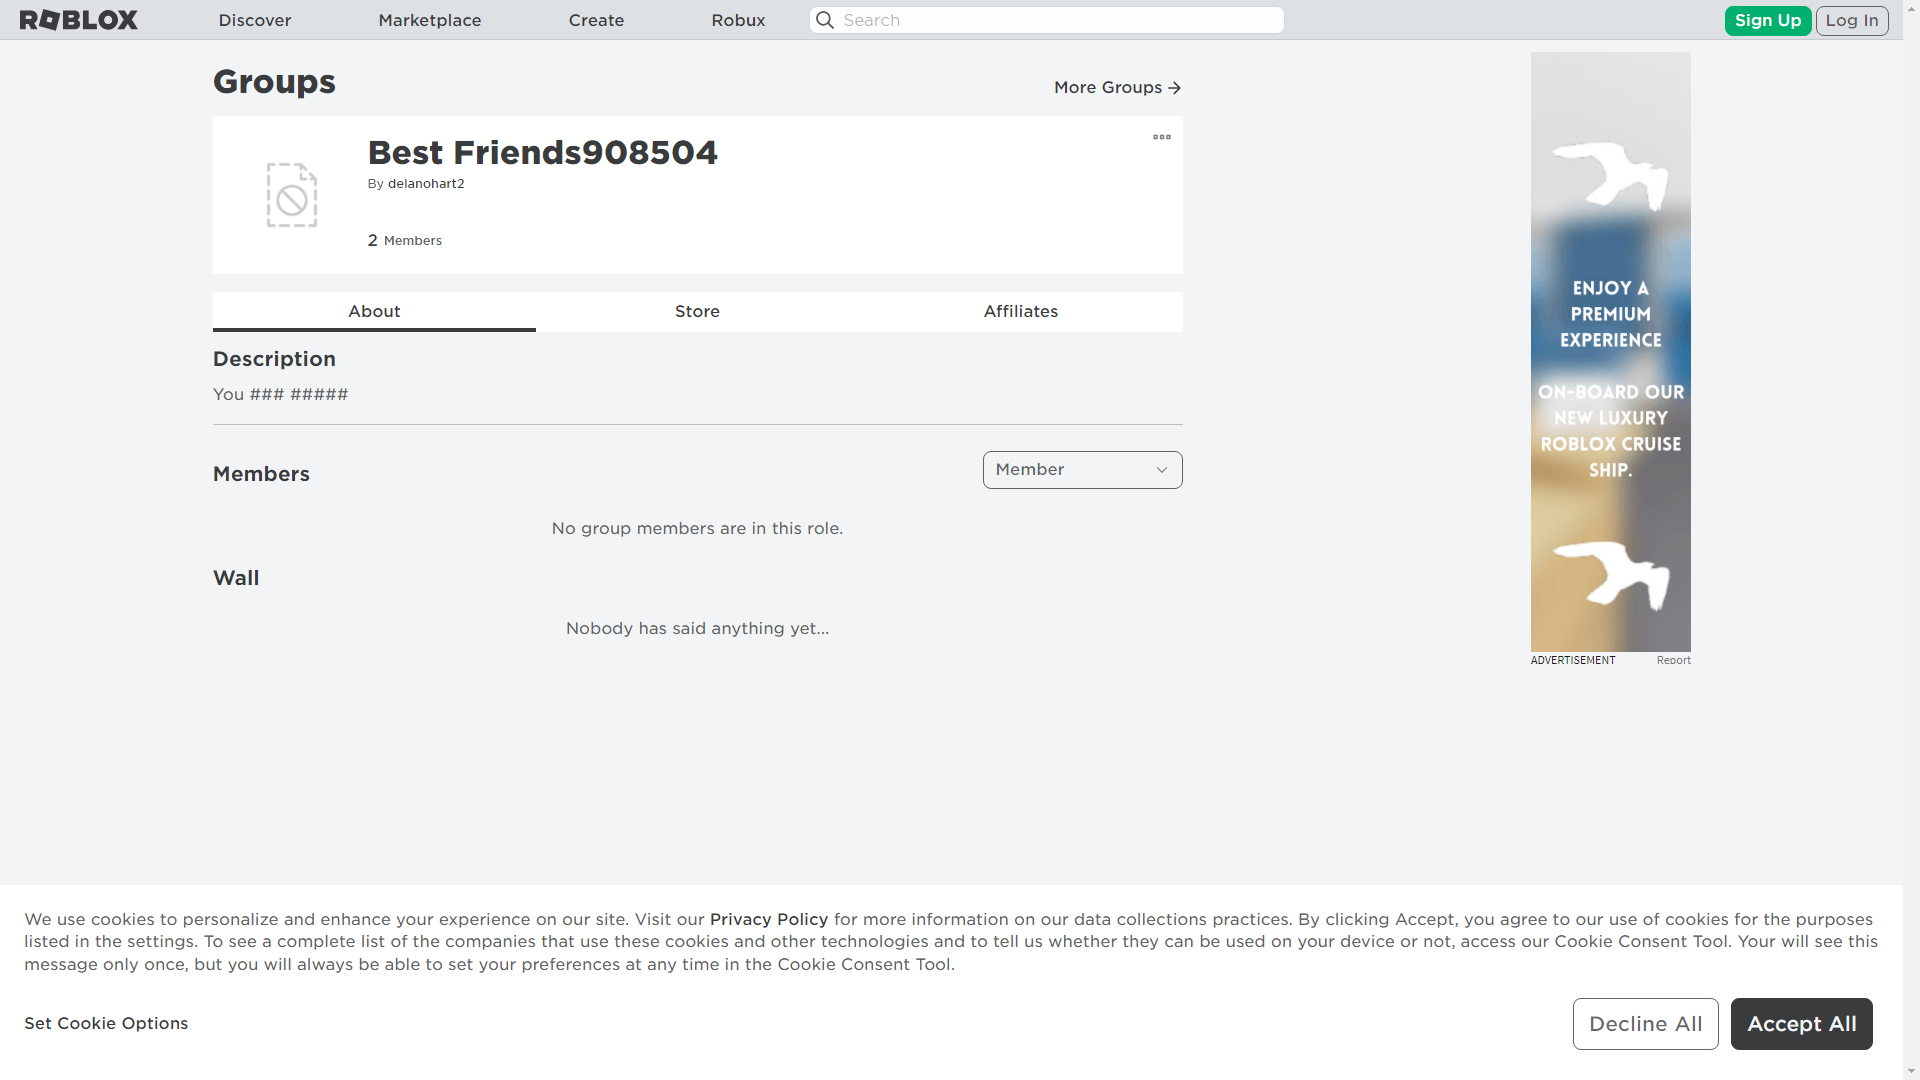 ROBLOX
Discover
Marketplace
Create
Robux
Search
Sign Up
Log In
Groups
More Groups
Best Friends908504
By delanohart2
2 Members
About
Store
Affiliates
Description
You ### #####
Members
Member
No group members are in this role.
Wall
Nobody has said anything yet...
ENJOY A
PREMIUM
EXPERIENCE
ON-BOARD OUR
NEW LUXURY
ROBLOX CRUISE
SHIP.
ADVERTISEMENT
Report
We use cookies to personalize and enhance your experience on our site. Visit our Privacy Policy for more information on our data collections practices. By clicking Accept, you agree to our use of cookies for the purposes
listed in the settings. To see a complete list of the companies that use these cookies and other technologies and to tell us whether they can be used on your device or not, access our Cookie Consent Tool. Your will see this
message only once, but you will always be able to set your preferences at any time in the Cookie Consent Tool.
Set Cookie Options
Decline All
Accept All